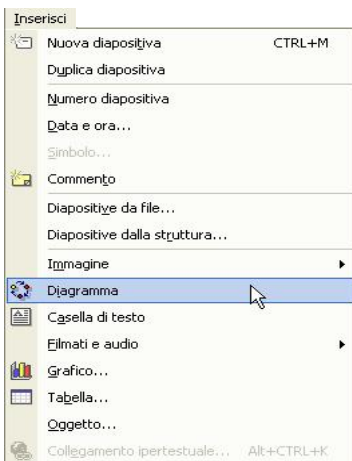 Inserisci
Nuova diapositiva CTRL+M
Duplica diapositiva
Numero diapositiva
Data e ora...
Simbolo...
Commento
Diapositive da file...
Diapositive dalla struttura...
Immagine
Diagramma
Casella di testo
Filmati e audio
Grafico...
Tabella...
Oggetto...
Collegamento ipertestuale... Alt+CTRL+K